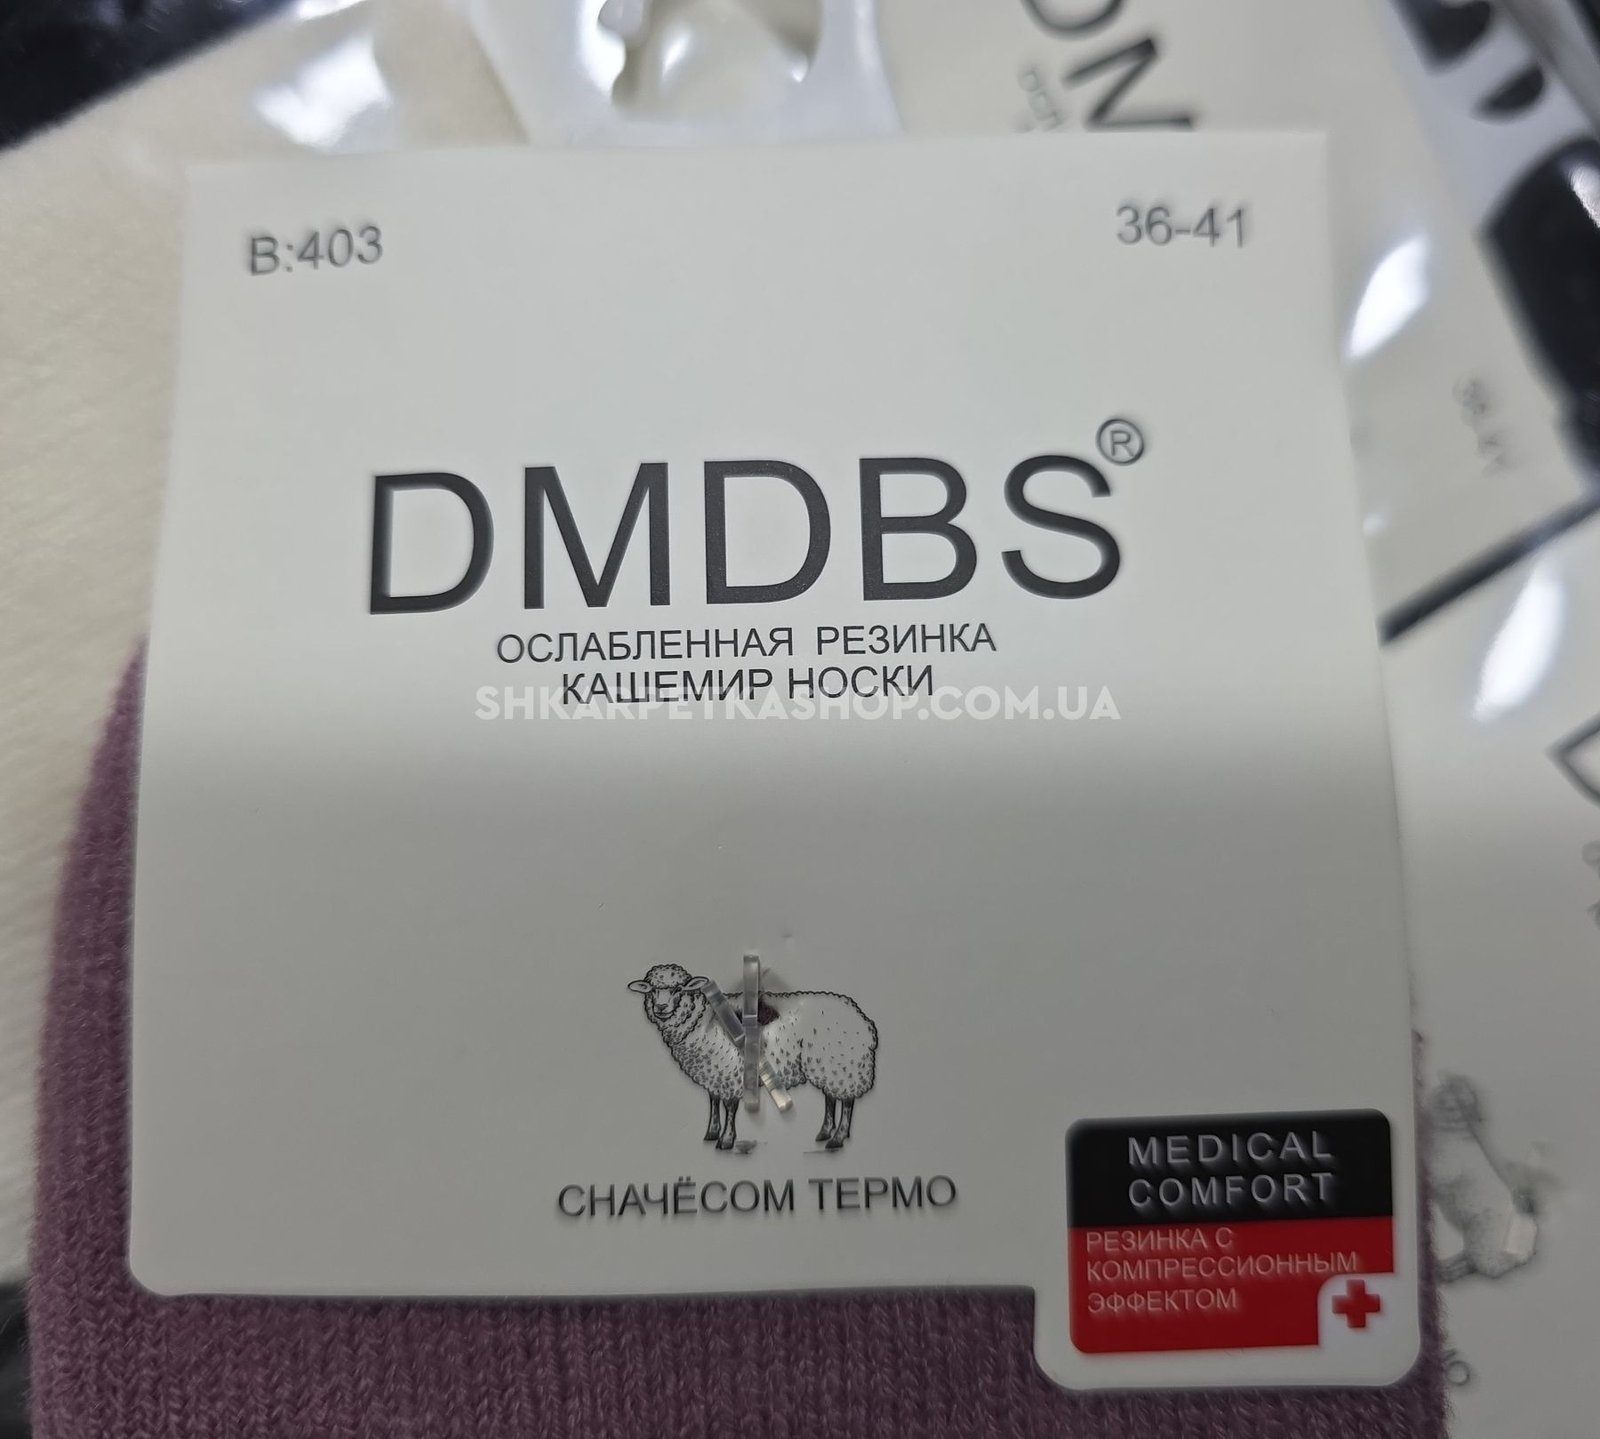 B:403
36-41
DMDBS®
ОСЛАБЛЕННАЯ РЕЗИНКА
КАШЕМИР НОСКИ
SHKARPETKASHOP.COM.UA
СНАЧЁСОМ ТЕРМО
MEDICAL
COMFORT
РЕЗИНКА С
КОМПРЕССИОННЫМ
ЭФФЕКТОМ